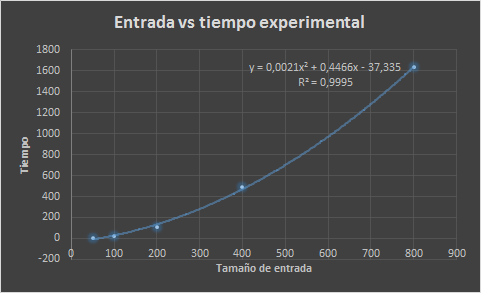 Entrada vs tiempo experimental
1800
1600
1400
1200
1000
800
600
400
200
0
-200
Tiempo
y = 0,0021x² + 0,4466x - 37,335
R² = 0,9995
0 100 200 300 400 500 600 700 800 900
Tamaño de entrada